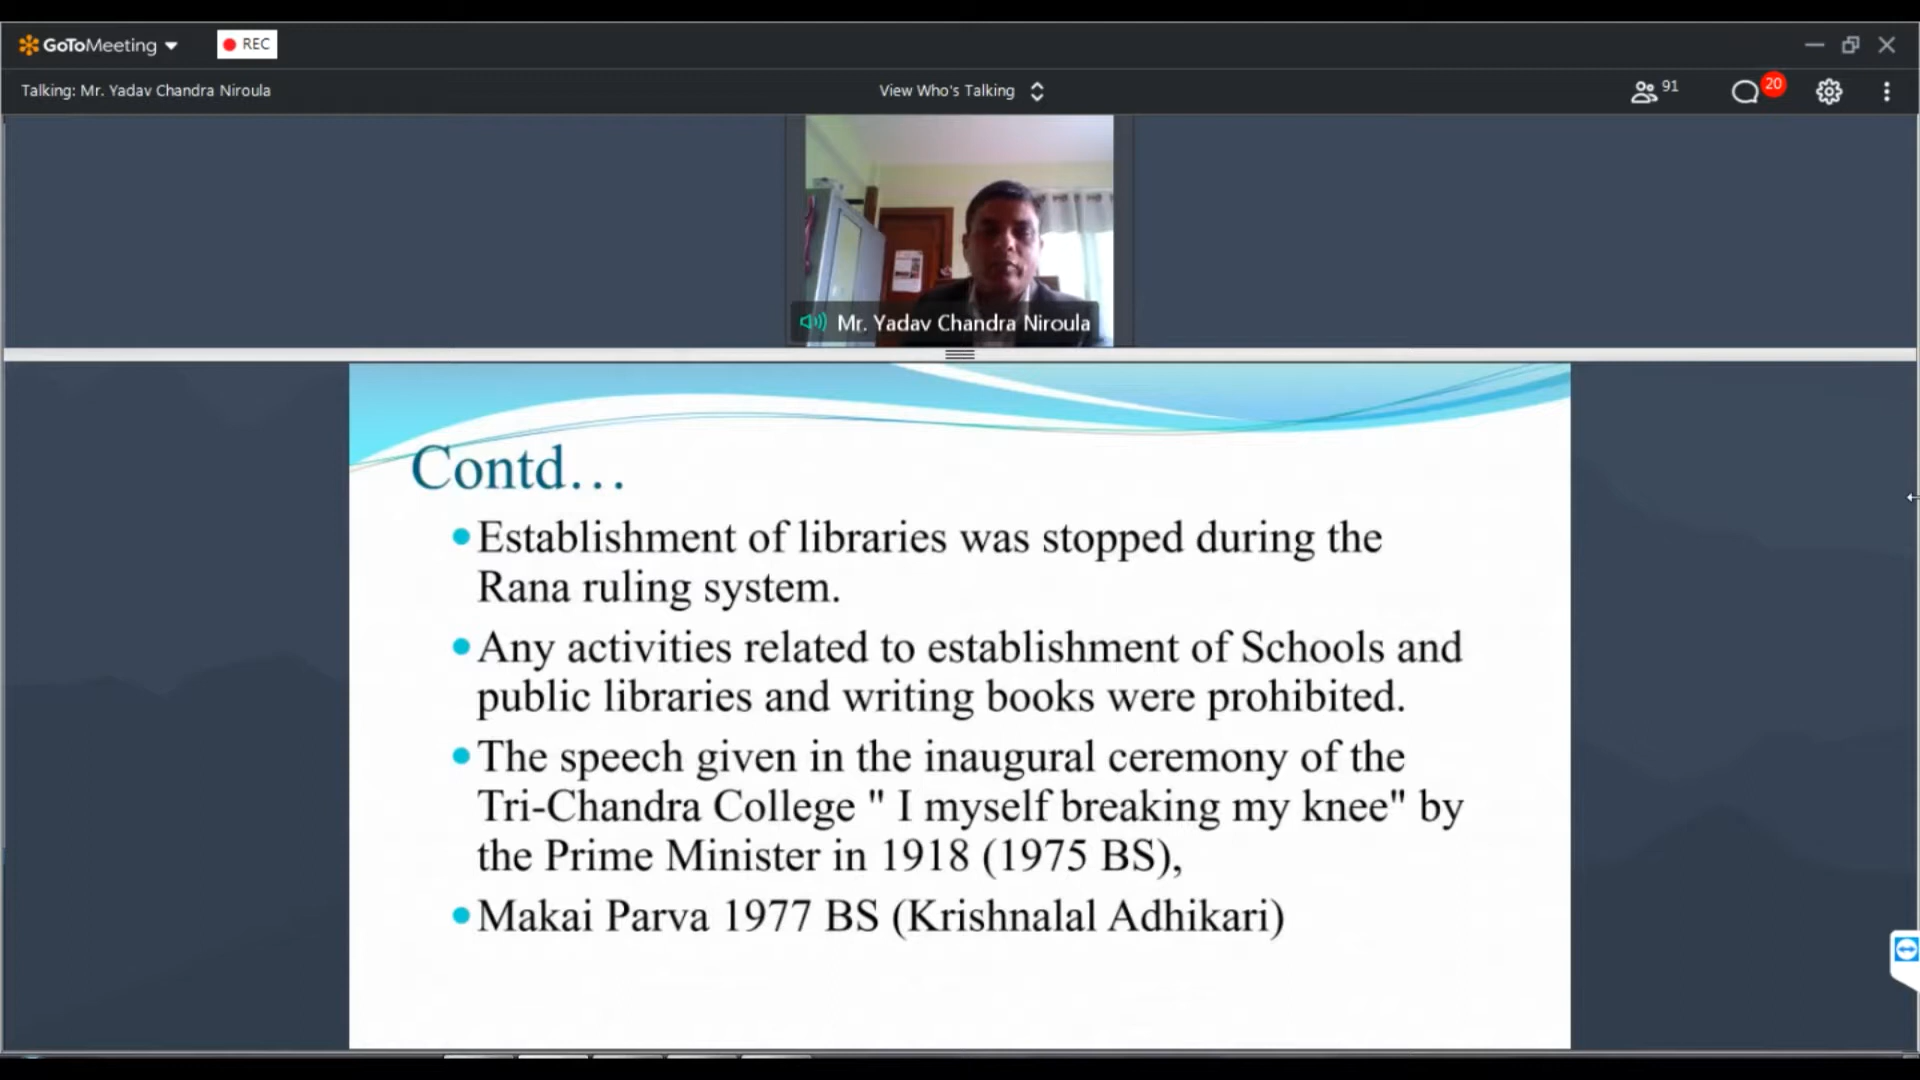 GoToMeeting
REC
Talking: Mr. Yadav Chandra Niroula
View Who's Talking
91
20
Mr. Yadav Chandra Niroula
Contd…
Establishment of libraries was stopped during the
Rana ruling system.
Any activities related to establishment of Schools and
public libraries and writing books were prohibited.
The speech given in the inaugural ceremony of the
Tri-Chandra College " I myself breaking my knee" by
the Prime Minister in 1918 (1975 BS),
Makai Parva 1977 BS (Krishnalal Adhikari)